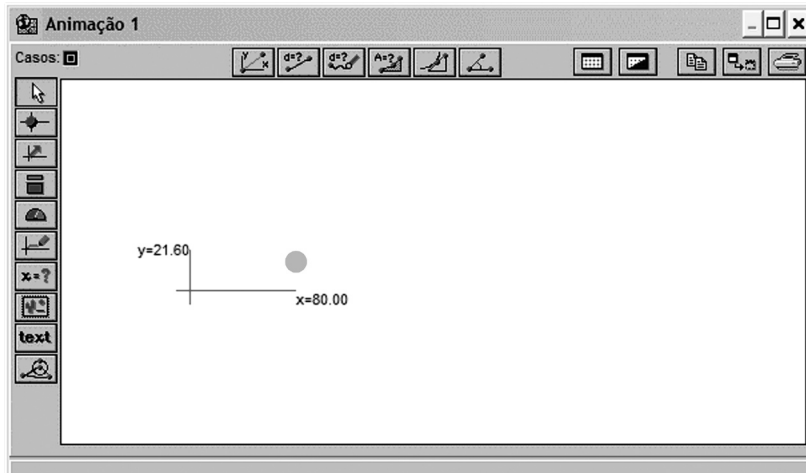 Animação 1
Casos:
y x d=? d=? A=?
y=21.60
x=80.00
x=?
text